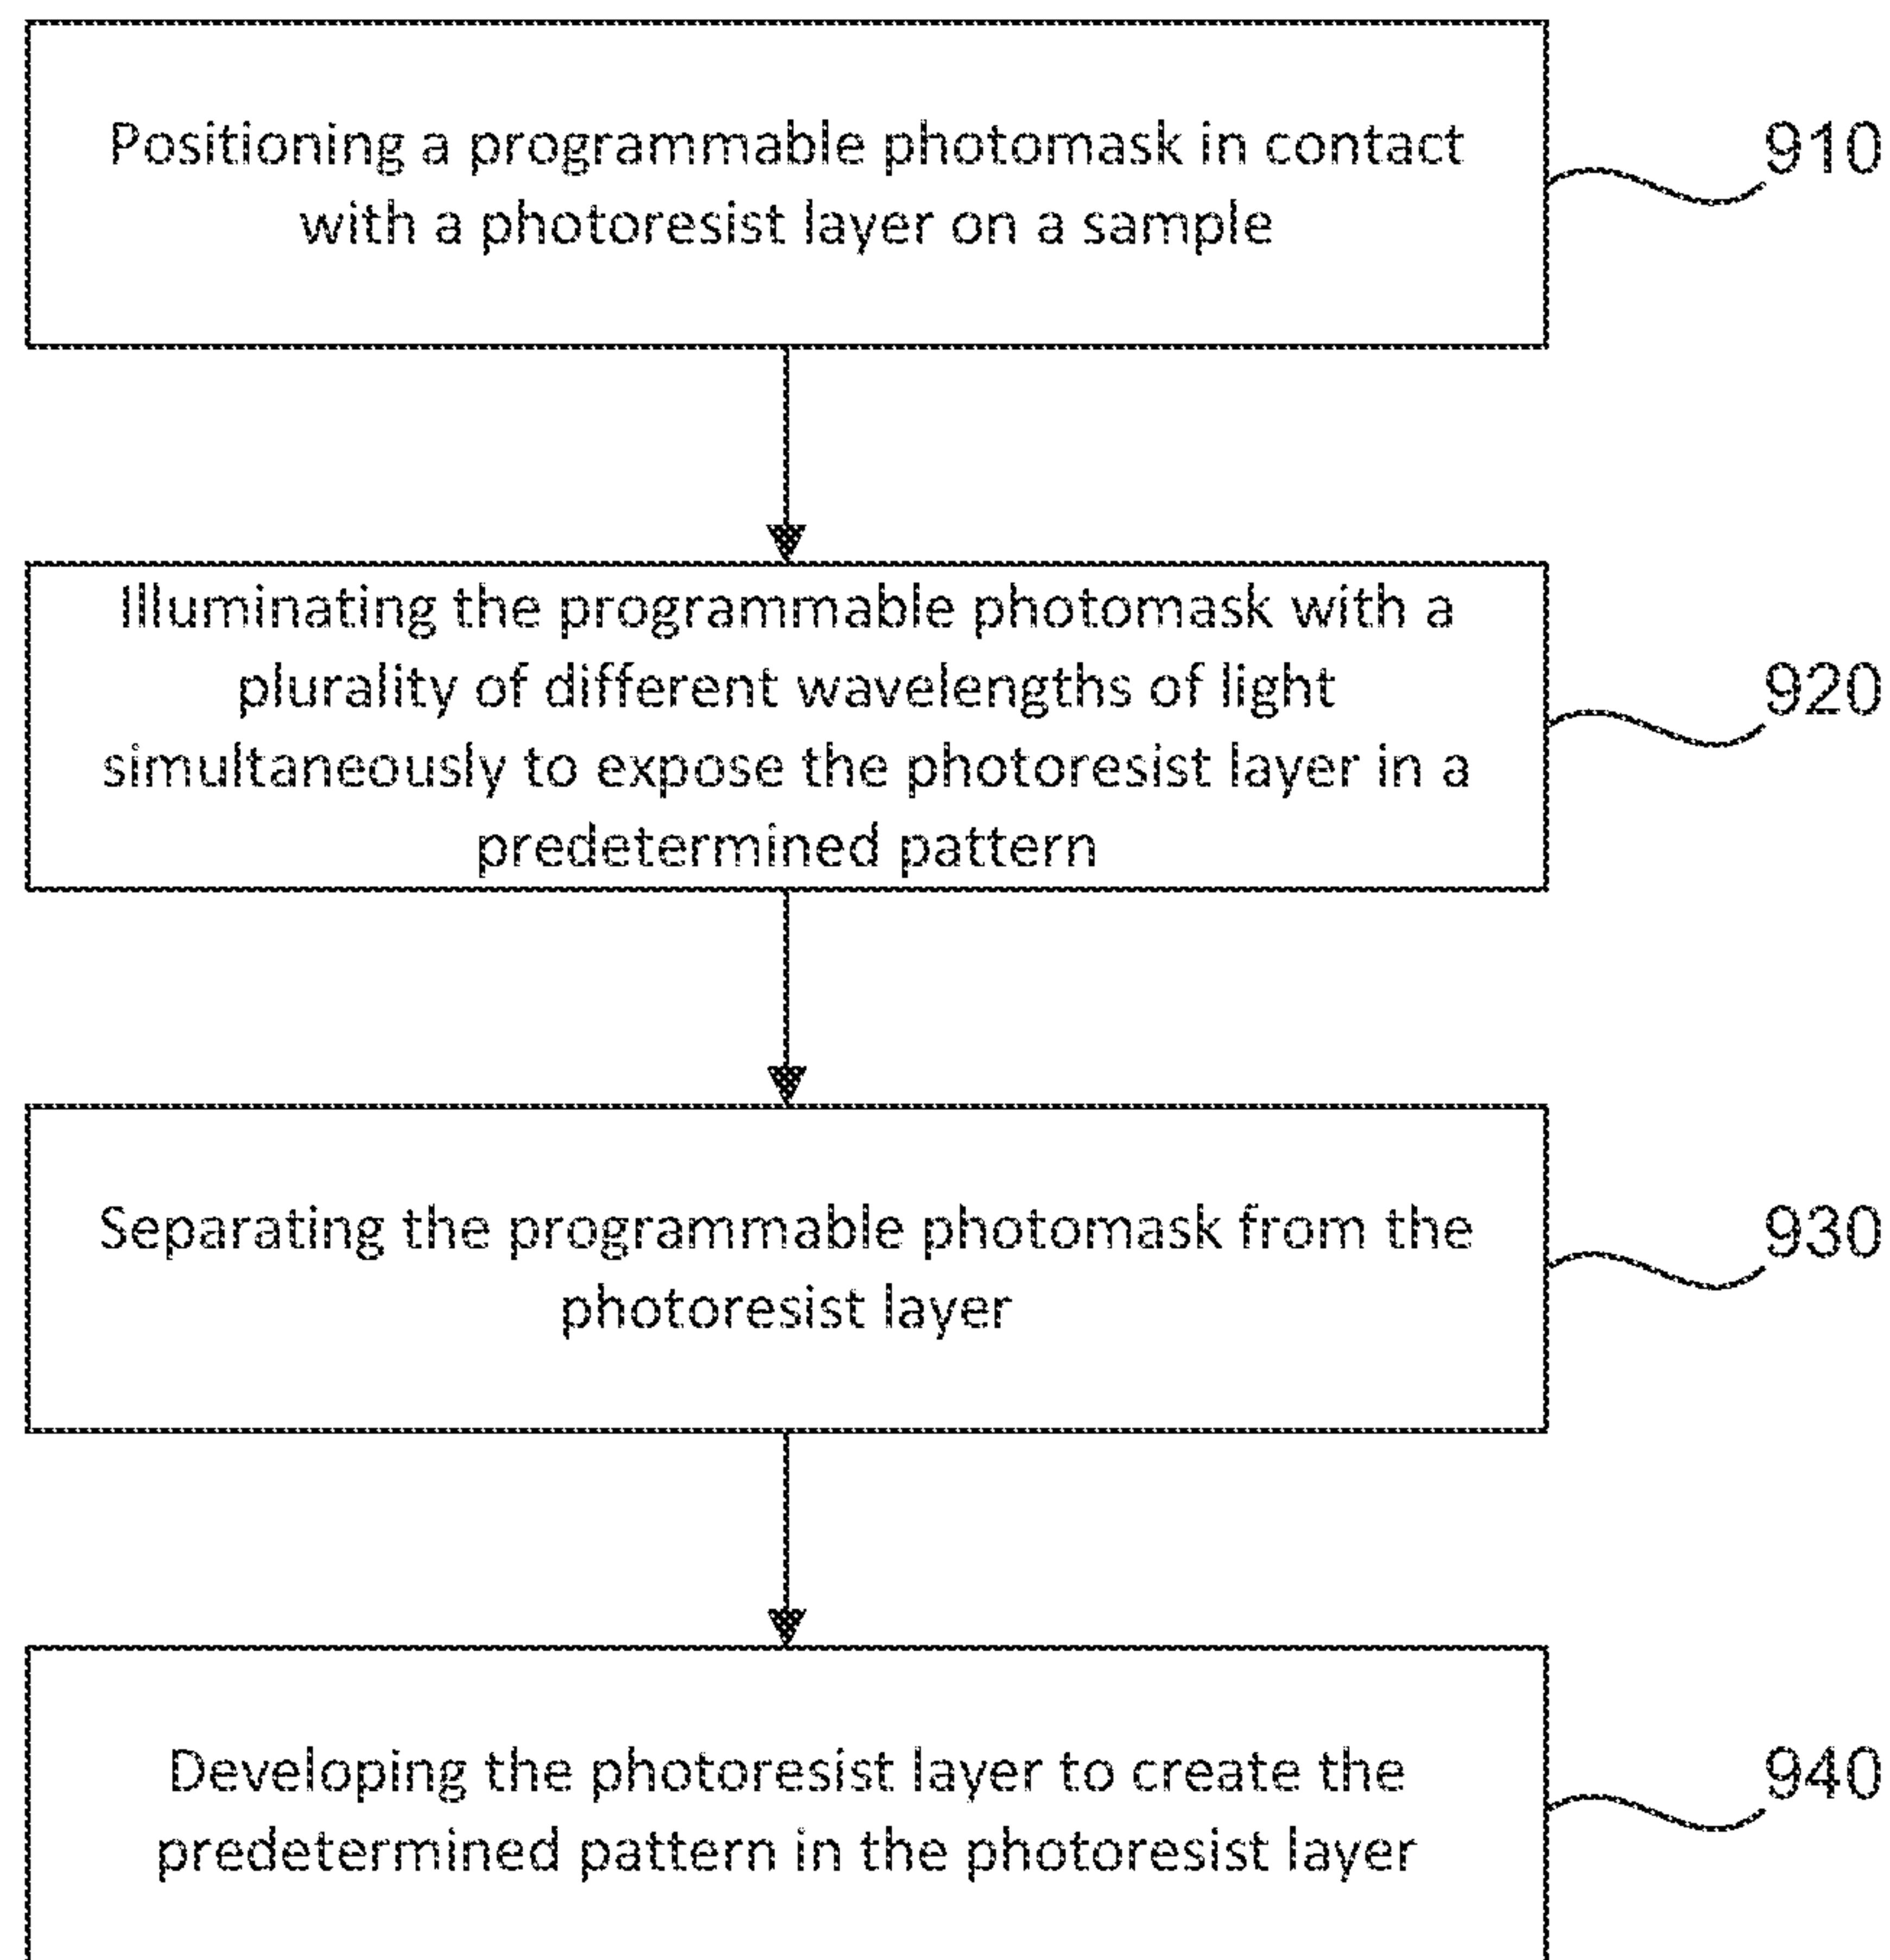 Positioning a programmable photomask in contact
with a photoresist layer on a sample
910
Illuminating the programmable photomask with a
plurality of different wavelengths of light
simultaneously to expose the photoresist layer in a
predetermined pattern
920
Separating the programmable photomask from the
photoresist layer
930
Developing the photoresist layer to create the
predetermined pattern in the photoresist layer
940